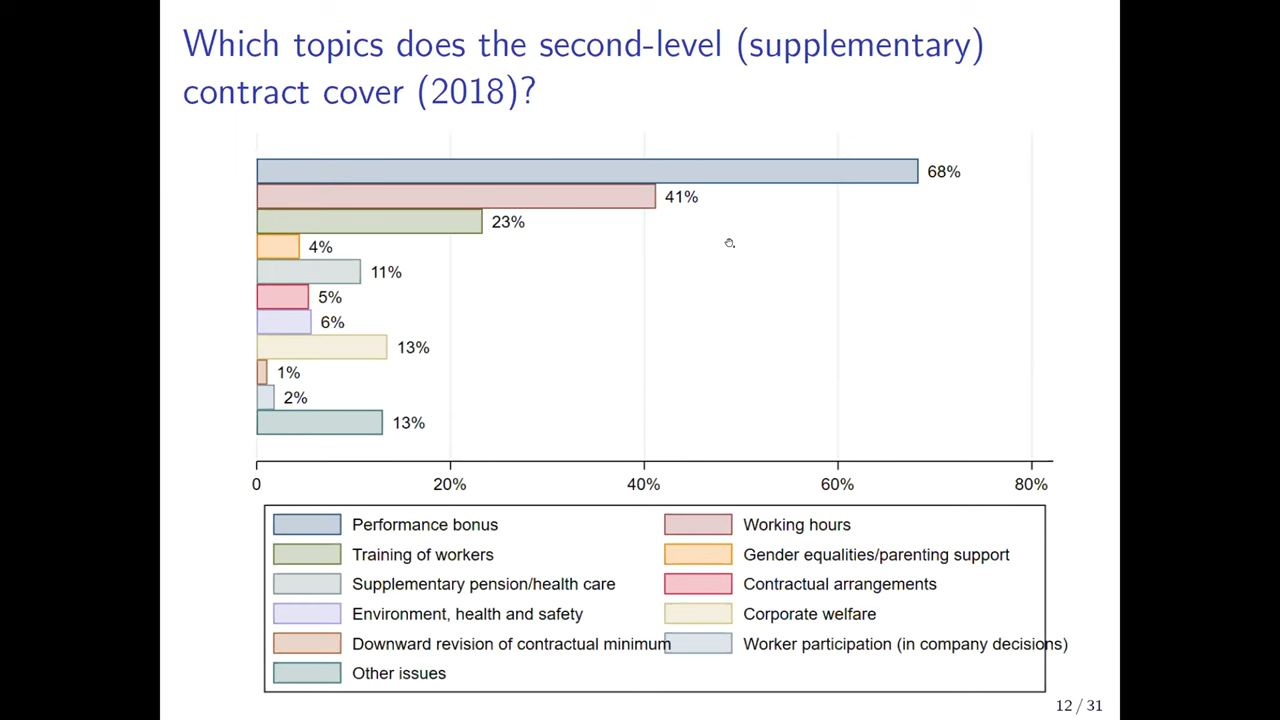 Which topics does the second-level (supplementary)
contract cover (2018)?
68%
41%
23%
4%
11%
5%
6%
13%
1%
2%
13%
0 20% 40% 60% 80%
Performance bonus Working hours
Training of workers Gender equalities/parenting support
Supplementary pension/health care Contractual arrangements
Environment, health and safety Corporate welfare
Downward revision of contractual minimum Worker participation (in company decisions)
Other issues
12 / 31